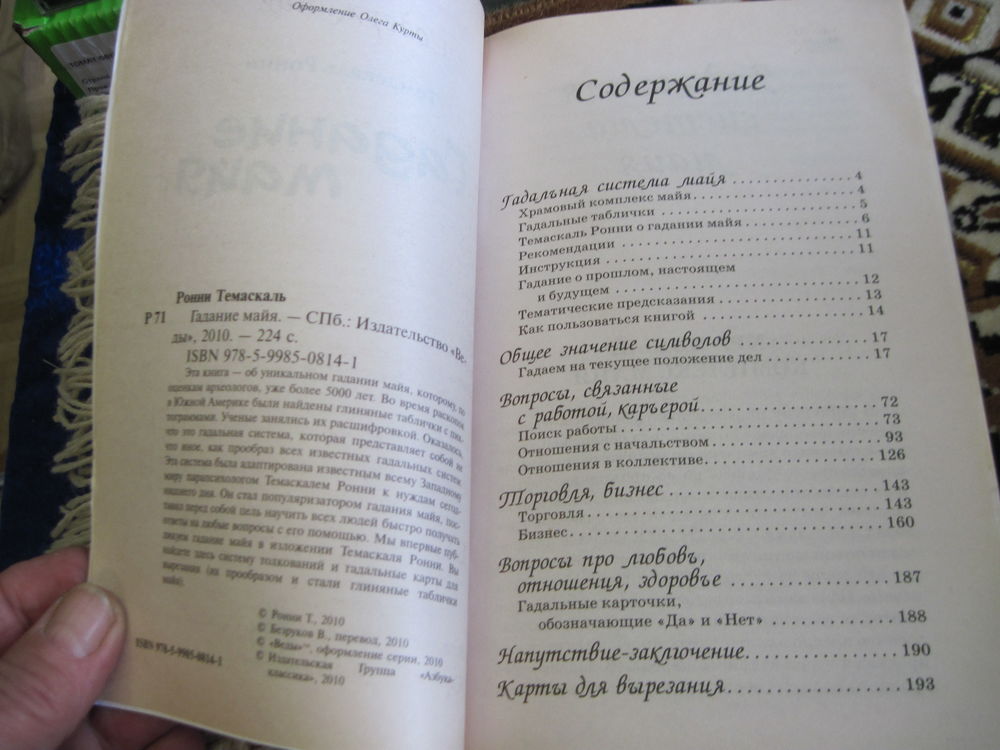 Оформление Олега Курты
Ронни Темаскаль
Р 71 Гадание майя. — СПб.: Издательство «Ве-
ды», 2010. — 224 с.
ISBN 978-5-9985-0814-1
Эта книга — об уникальном гадании майя, которому, по
оценкам археологов, уже более 5000 лет. Во время раскопок
в Южной Америке были найдены глиняные таблички с пик-
тограммами. Ученые занялись их расшифровкой. Оказалось,
что это гадальная система, которая представляет собой не
что иное, как прообраз всех известных гадальных систем.
Эта система была адаптирована известным всему Западному
миру парапсихологом Темаскалем Ронни к нуждам сегод-
няшнего дня. Он стал популяризатором гадания майя, пос-
тавил перед собой цель научить всех людей быстро получать
ответы на любые вопросы с его помощью. Мы впервые пуб-
ликуем гадание майя в изложении Темаскаля Ронни. Вы
найдете здесь систему толкований и гадальные карты для
вырезания (их прообразом и стали глиняные таблички
майя).
© Ронни Т., 2010
© Безруков В., перевод, 2010
© «Веды»™, оформление серии, 2010
© Издательская Группа «Азбука-
классика», 2010
ISBN 978-5-9985-0814-1
Содержание
Гадальная система майя . . . . . . . . . . . . . . . 4
Храмовый комплекс майя . . . . . . . . . . . . . . . 4
Гадальные таблички . . . . . . . . . . . . . . . 5
Темаскаль Ронни о гадании майя . . . . . . . . . . . . . . . 6
Рекомендации . . . . . . . . . . . . . . . 11
Инструкция . . . . . . . . . . . . . . . 11
Гадание о прошлом, настоящем
и будущем . . . . . . . . . . . . . . . 12
Тематические предсказания . . . . . . . . . . . . . . . 13
Как пользоваться книгой . . . . . . . . . . . . . . . 14
Общее значение символов . . . . . . . . . . . . . . . 17
Гадаем на текущее положение дел . . . . . . . . . . . . . . . 17
Вопросы, связанные
с работой, карьерой . . . . . . . . . . . . . . . 72
Поиск работы . . . . . . . . . . . . . . . 73
Отношения с начальством . . . . . . . . . . . . . . . 93
Отношения в коллективе . . . . . . . . . . . . . . . 126
Торговля, бизнес . . . . . . . . . . . . . . . 143
Торговля . . . . . . . . . . . . . . . 143
Бизнес . . . . . . . . . . . . . . . 160
Вопросы про любовь,
отношения, здоровье . . . . . . . . . . . . . . . 187
Гадальные карточки,
обозначающие «Да» и «Нет» . . . . . . . . . . . . . . . 188
Напутствие-заключение . . . . . . . . . . . . . . . 190
Карты для вырезания . . . . . . . . . . . . . . . 193